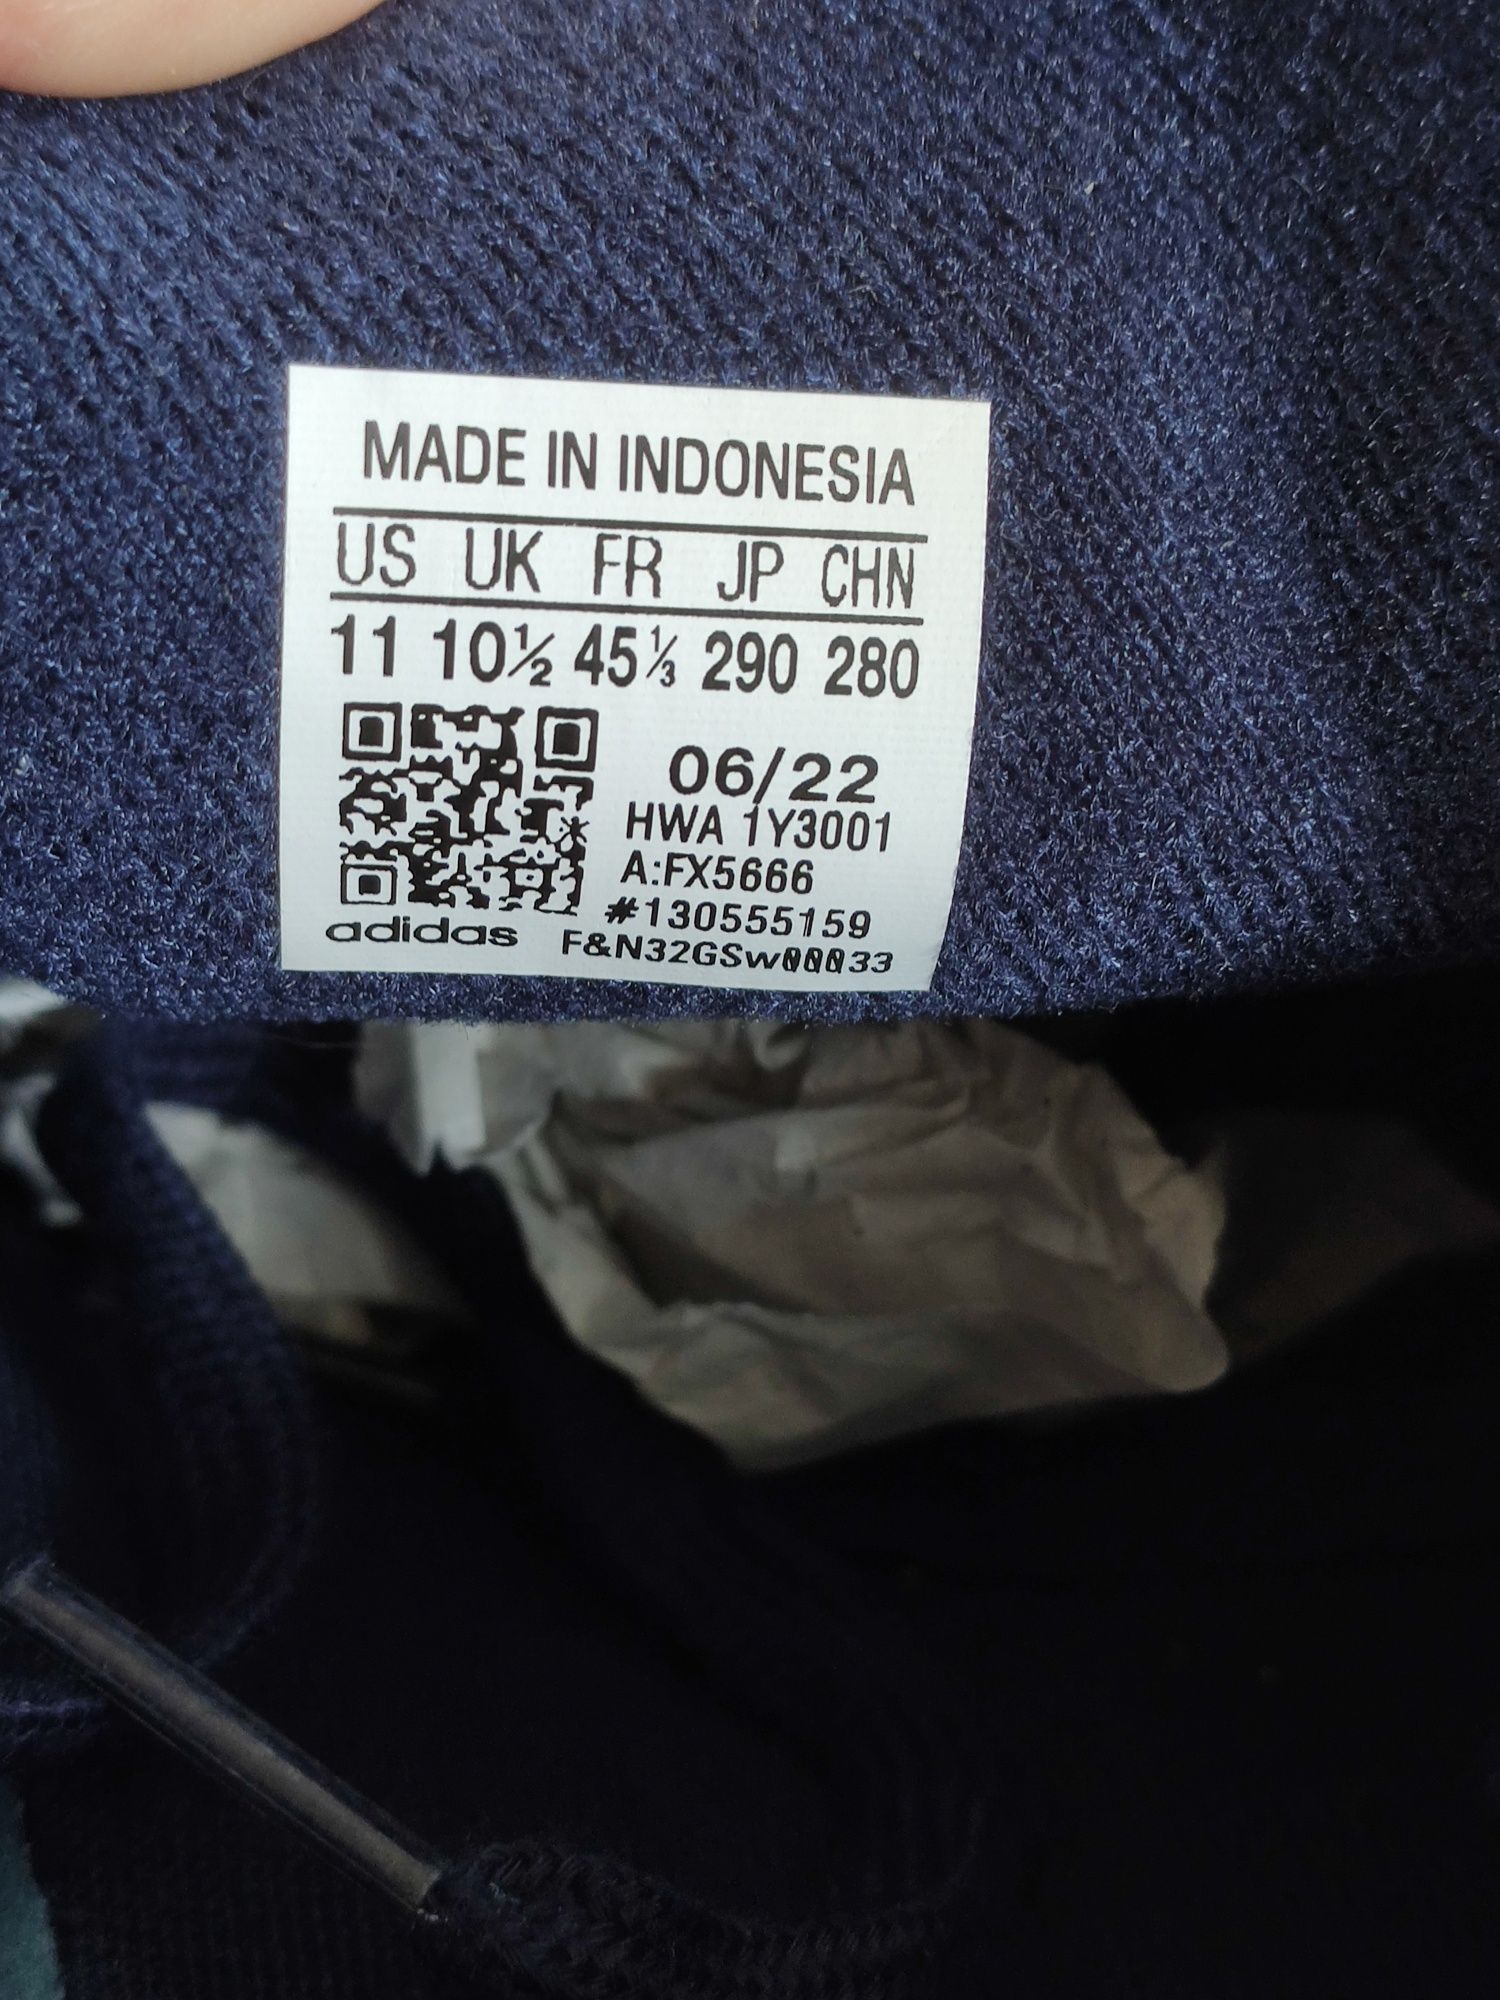 MADE IN INDONESIA
US UK FR JP CHN
11 10½ 45⅓ 290 280
06/22
HWA 1Y3001
A:FX5666
#130555159
adidas F&N32GSw00033